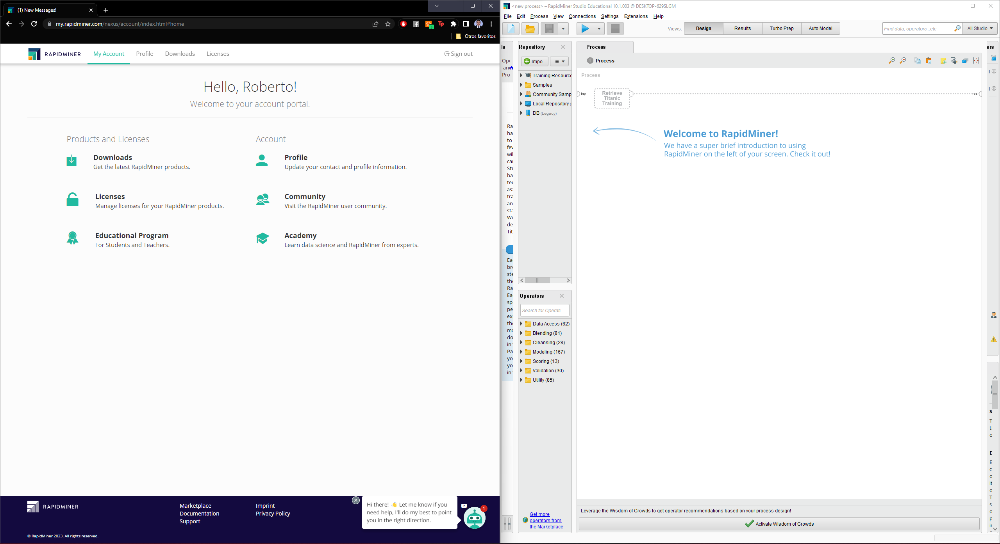 (1) New Messages!
my.rapidminer.com/nexus/account/index.html#home
3
Tp
Otros favoritos
RAPIDMINER
My Account
Profile
Downloads
Licenses
Sign out
Hello, Roberto!
Welcome to your account portal.
Products and Licenses
Downloads
Get the latest RapidMiner products.
Licenses
Manage licenses for your RapidMiner products.
Educational Program
For Students and Teachers.
Account
Profile
Update your contact and profile information.
Community
Visit the RapidMiner user community.
Academy
Learn data science and RapidMiner from experts.
RAPIDMINER
Marketplace
Documentation
Support
Imprint
Privacy Policy
Hi there! 👋 Let me know if you
need help, I'll do my best to point
you in the right direction.
1
© RapidMiner 2023. All rights reserved.
<new process> – RapidMiner Studio Educational 10.1.003 @ DESKTOP-629SLGM
File Edit Process View Connections Settings Extensions Help
Views:
Design
Results
Turbo Prep
Auto Model
Find data, operators...etc
All Studio
Repository
Impo...
Training Resource
Samples
Community Samp
Local Repository
DB (Legacy)
Operators
Search for Operato
Data Access (62)
Blending (81)
Cleansing (28)
Modeling (167)
Scoring (13)
Validation (30)
Utility (85)
Get more
operators from
the Marketplace
Process
Process
Process
inp
Retrieve
Titanic
Training
res
Welcome to RapidMiner!
We have a super brief introduction to using
RapidMiner on the left of your screen. Check it out!
Leverage the Wisdom of Crowds to get operator recommendations based on your process design!
Activate Wisdom of Crowds